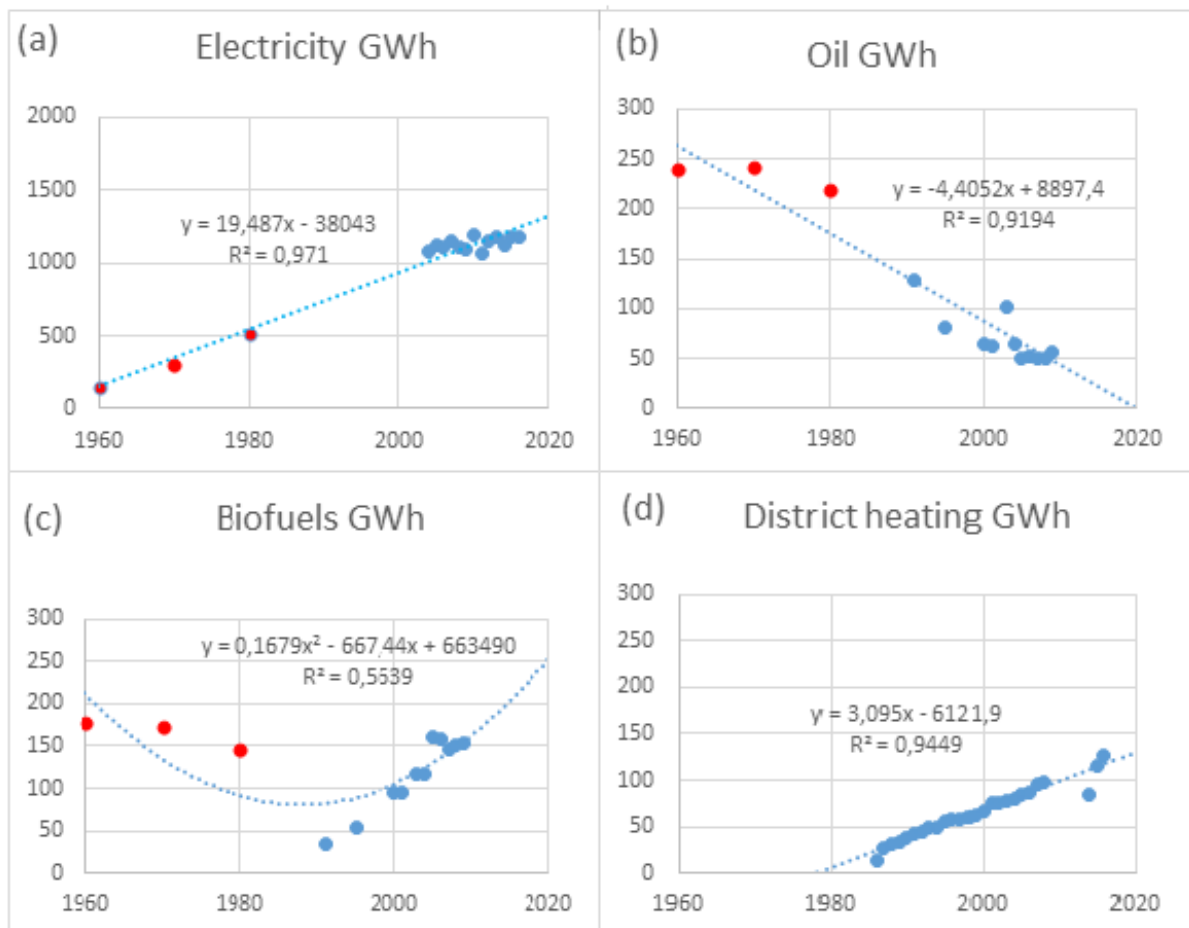 (a)
Electricity GWh
2000
1500
1000
500
0
y = 19,487x - 38043
R² = 0,971
1960 1980 2000 2020
(b)
Oil GWh
300
250
200
150
100
50
0
y = -4,4052x + 8897,4
R² = 0,9194
1960 1980 2000 2020
(c)
Biofuels GWh
300
250
200
150
100
50
0
y = 0,1679x² - 667,44x + 663490
R² = 0,5539
1960 1980 2000 2020
(d)
District heating GWh
300
250
200
150
100
50
0
y = 3,095x - 6121,9
R² = 0,9449
1960 1980 2000 2020